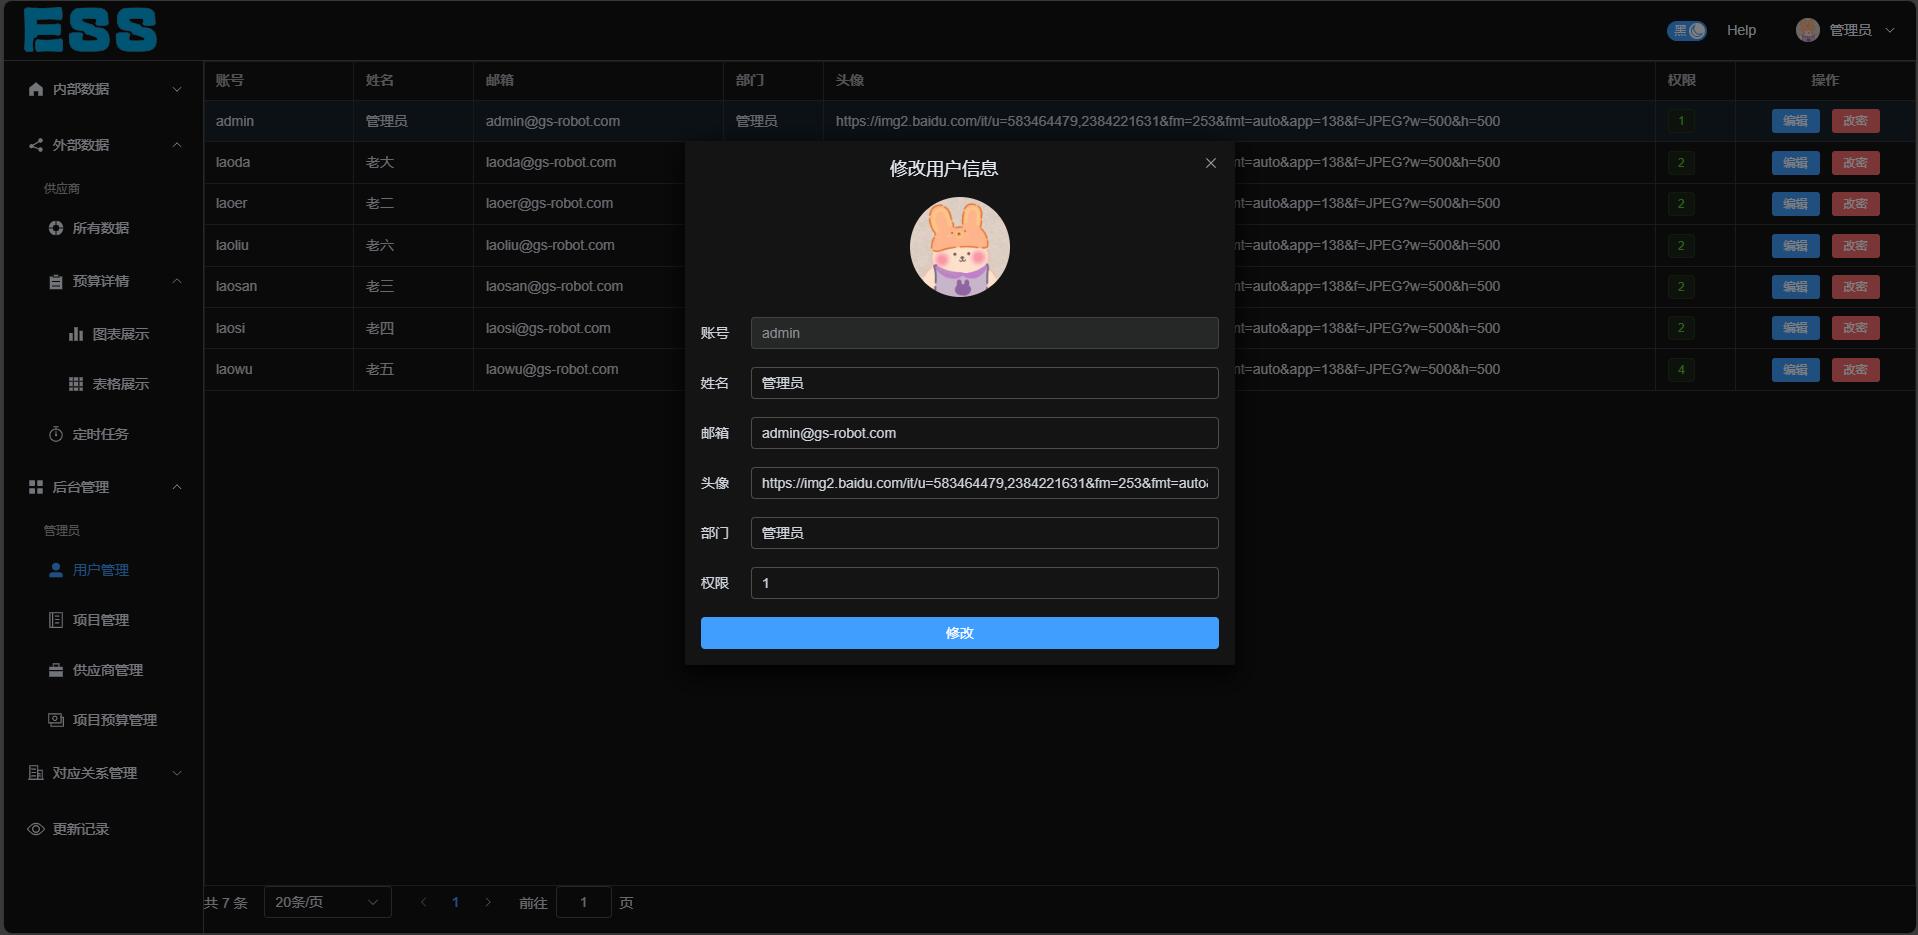 ESS
黑
Help
管理员
内部数据
外部数据
供应商
所有数据
预算详情
图表展示
表格展示
定时任务
后台管理
管理员
用户管理
项目管理
供应商管理
项目预算管理
对应关系管理
更新记录
账号 姓名 邮箱 部门 头像 权限 操作
admin 管理员 admin@gs-robot.com 管理员 https://img2.baidu.com/it/u=583464479,2384221631&fm=253&fmt=auto&app=138&f=JPEG?w=500&h=500 1 编辑 改密
laoda 老大 laoda@gs-robot.com mt=auto&app=138&f=JPEG?w=500&h=500 2 编辑 改密
laoer 老二 laoer@gs-robot.com mt=auto&app=138&f=JPEG?w=500&h=500 2 编辑 改密
laoliu 老六 laoliu@gs-robot.com mt=auto&app=138&f=JPEG?w=500&h=500 2 编辑 改密
laosan 老三 laosan@gs-robot.com mt=auto&app=138&f=JPEG?w=500&h=500 2 编辑 改密
laosi 老四 laosi@gs-robot.com mt=auto&app=138&f=JPEG?w=500&h=500 2 编辑 改密
laowu 老五 laowu@gs-robot.com mt=auto&app=138&f=JPEG?w=500&h=500 4 编辑 改密
修改用户信息
账号 admin
姓名 管理员
邮箱 admin@gs-robot.com
头像 https://img2.baidu.com/it/u=583464479,2384221631&fm=253&fmt=auto&
部门 管理员
权限 1
修改
共 7 条 20条/页 1 前往 1 页